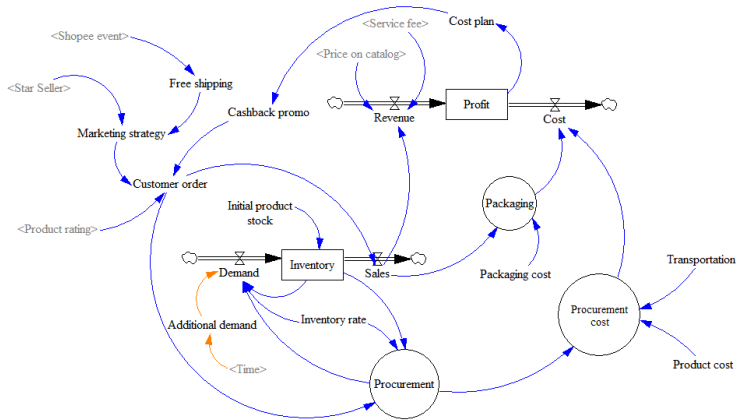 <Service fee>
Cost plan
<Shopee event>
<Price on catalog>
Free shipping
<Star Seller>
Cashback promo
Profit
Revenue
Cost
Marketing strategy
Customer order
Packaging
Initial product
stock
<Product rating>
Inventory
Demand
Sales
Packaging cost
Transportation
Additional demand
Inventory rate
Procurement
cost
<Time>
Product cost
Procurement